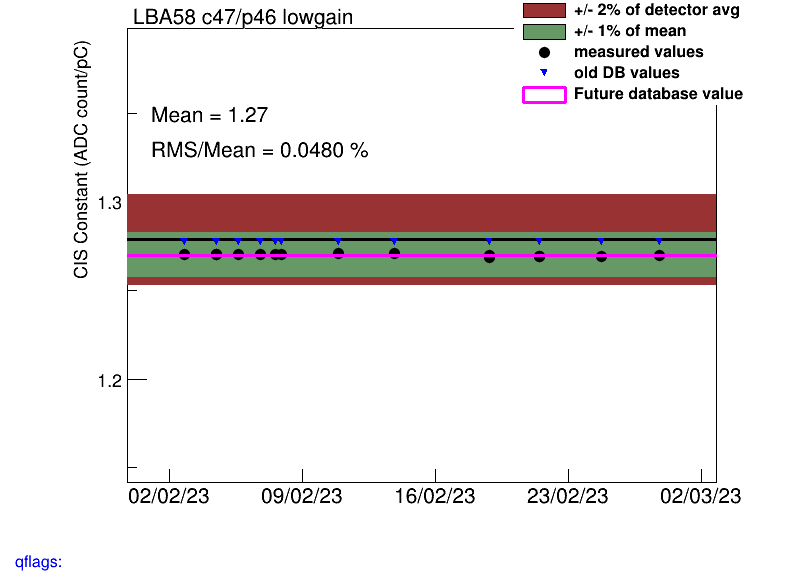 LBA58 c47/p46 lowgain
+/- 2% of detector avg
+/- 1% of mean
measured values
old DB values
Future database value
Mean = 1.27
RMS/Mean = 0.0480 %
CIS Constant (ADC count/pC)
1.3
1.2
02/02/23 09/02/23 16/02/23 23/02/23 02/03/23
qflags: